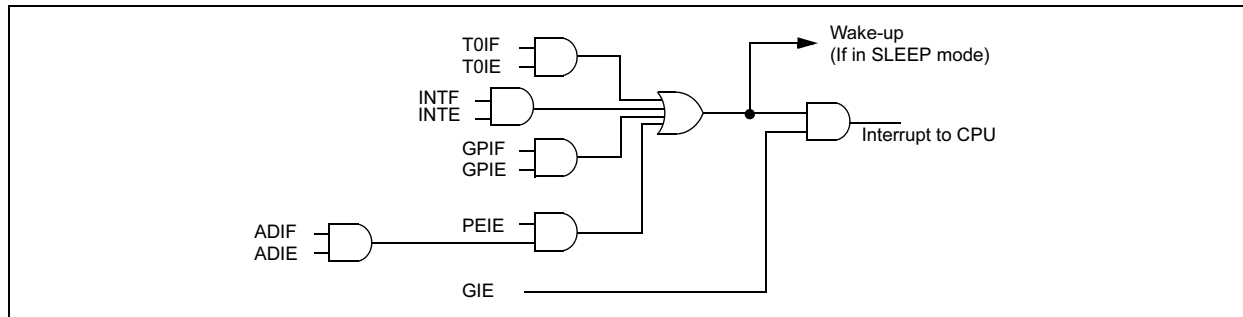 T0IF
T0IE
Wake-up
(If in SLEEP mode)
INTF
INTE
Interrupt to CPU
GPIF
GPIE
PEIE
ADIF
ADIE
GIE